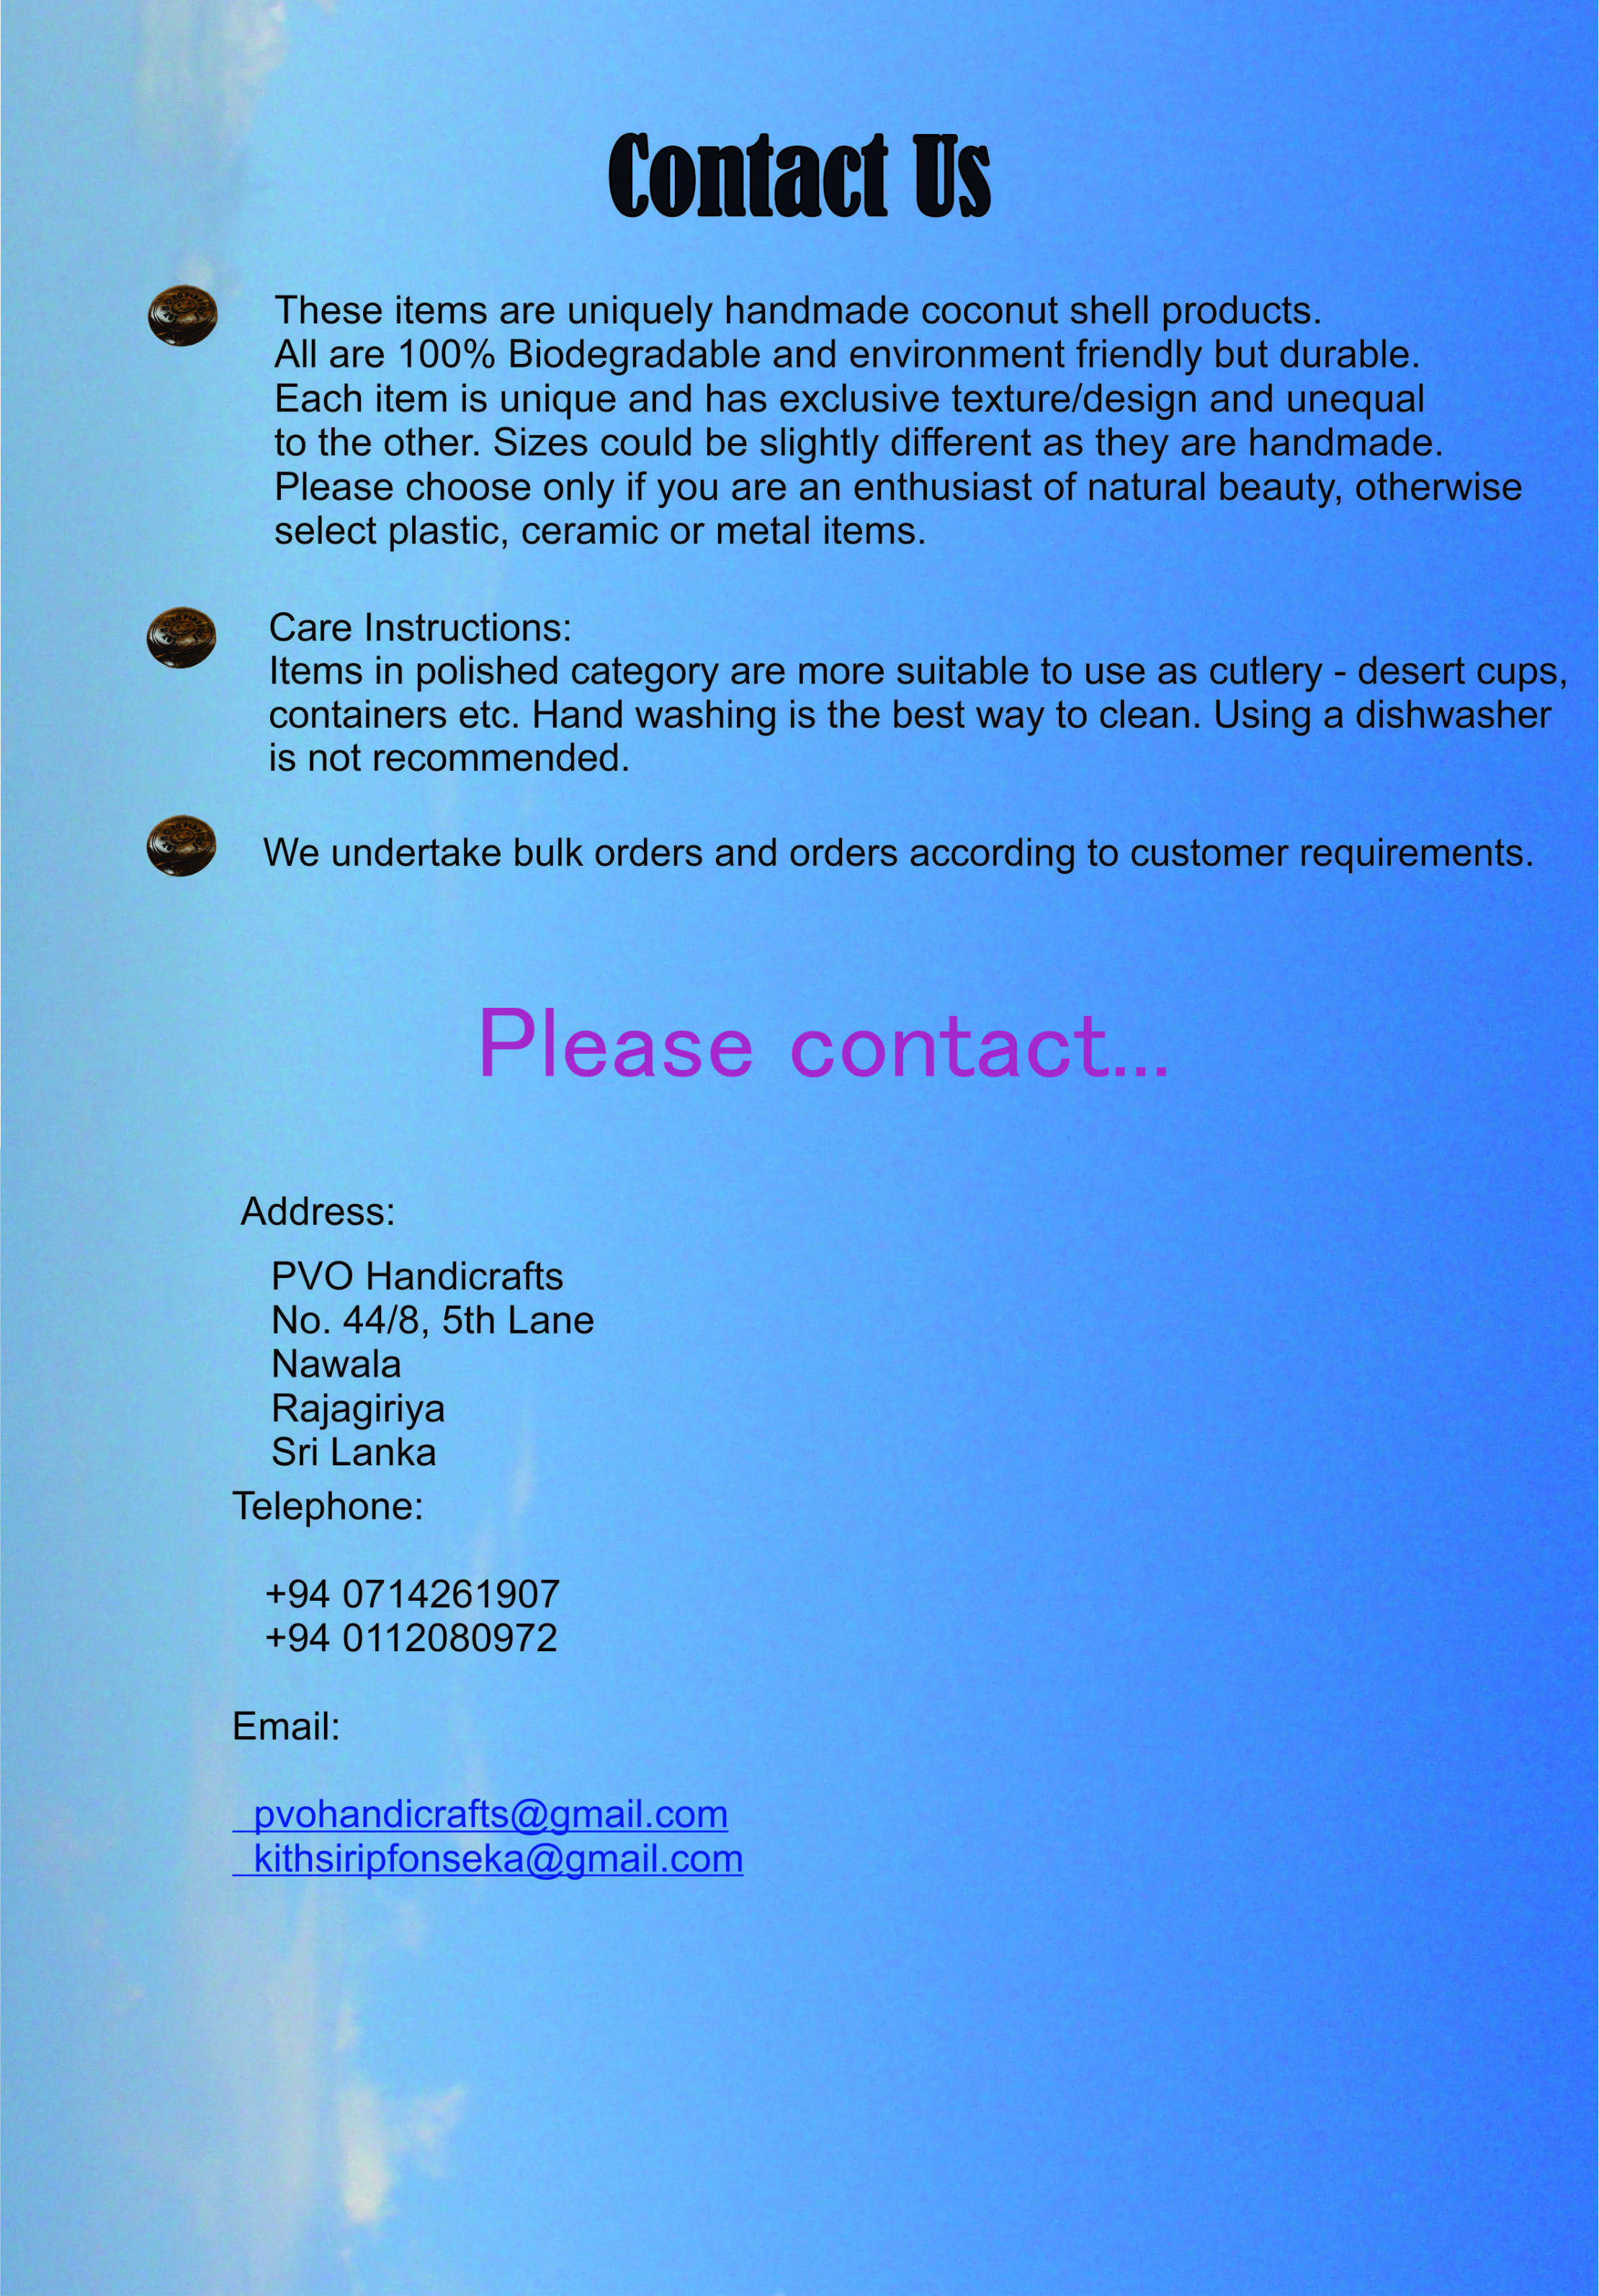 Contact Us
These items are uniquely handmade coconut shell products.
All are 100% Biodegradable and environment friendly but durable.
Each item is unique and has exclusive texture/design and unequal
to the other. Sizes could be slightly different as they are handmade.
Please choose only if you are an enthusiast of natural beauty, otherwise
select plastic, ceramic or metal items.
Care Instructions:
Items in polished category are more suitable to use as cutlery - desert cups,
containers etc. Hand washing is the best way to clean. Using a dishwasher
is not recommended.
We undertake bulk orders and orders according to customer requirements.
Please contact...
Address:
PVO Handicrafts
No. 44/8, 5th Lane
Nawala
Rajagiriya
Sri Lanka
Telephone:
+94 0714261907
+94 0112080972
Email:
pvohandicrafts@gmail.com
kithsiripfonseka@gmail.com